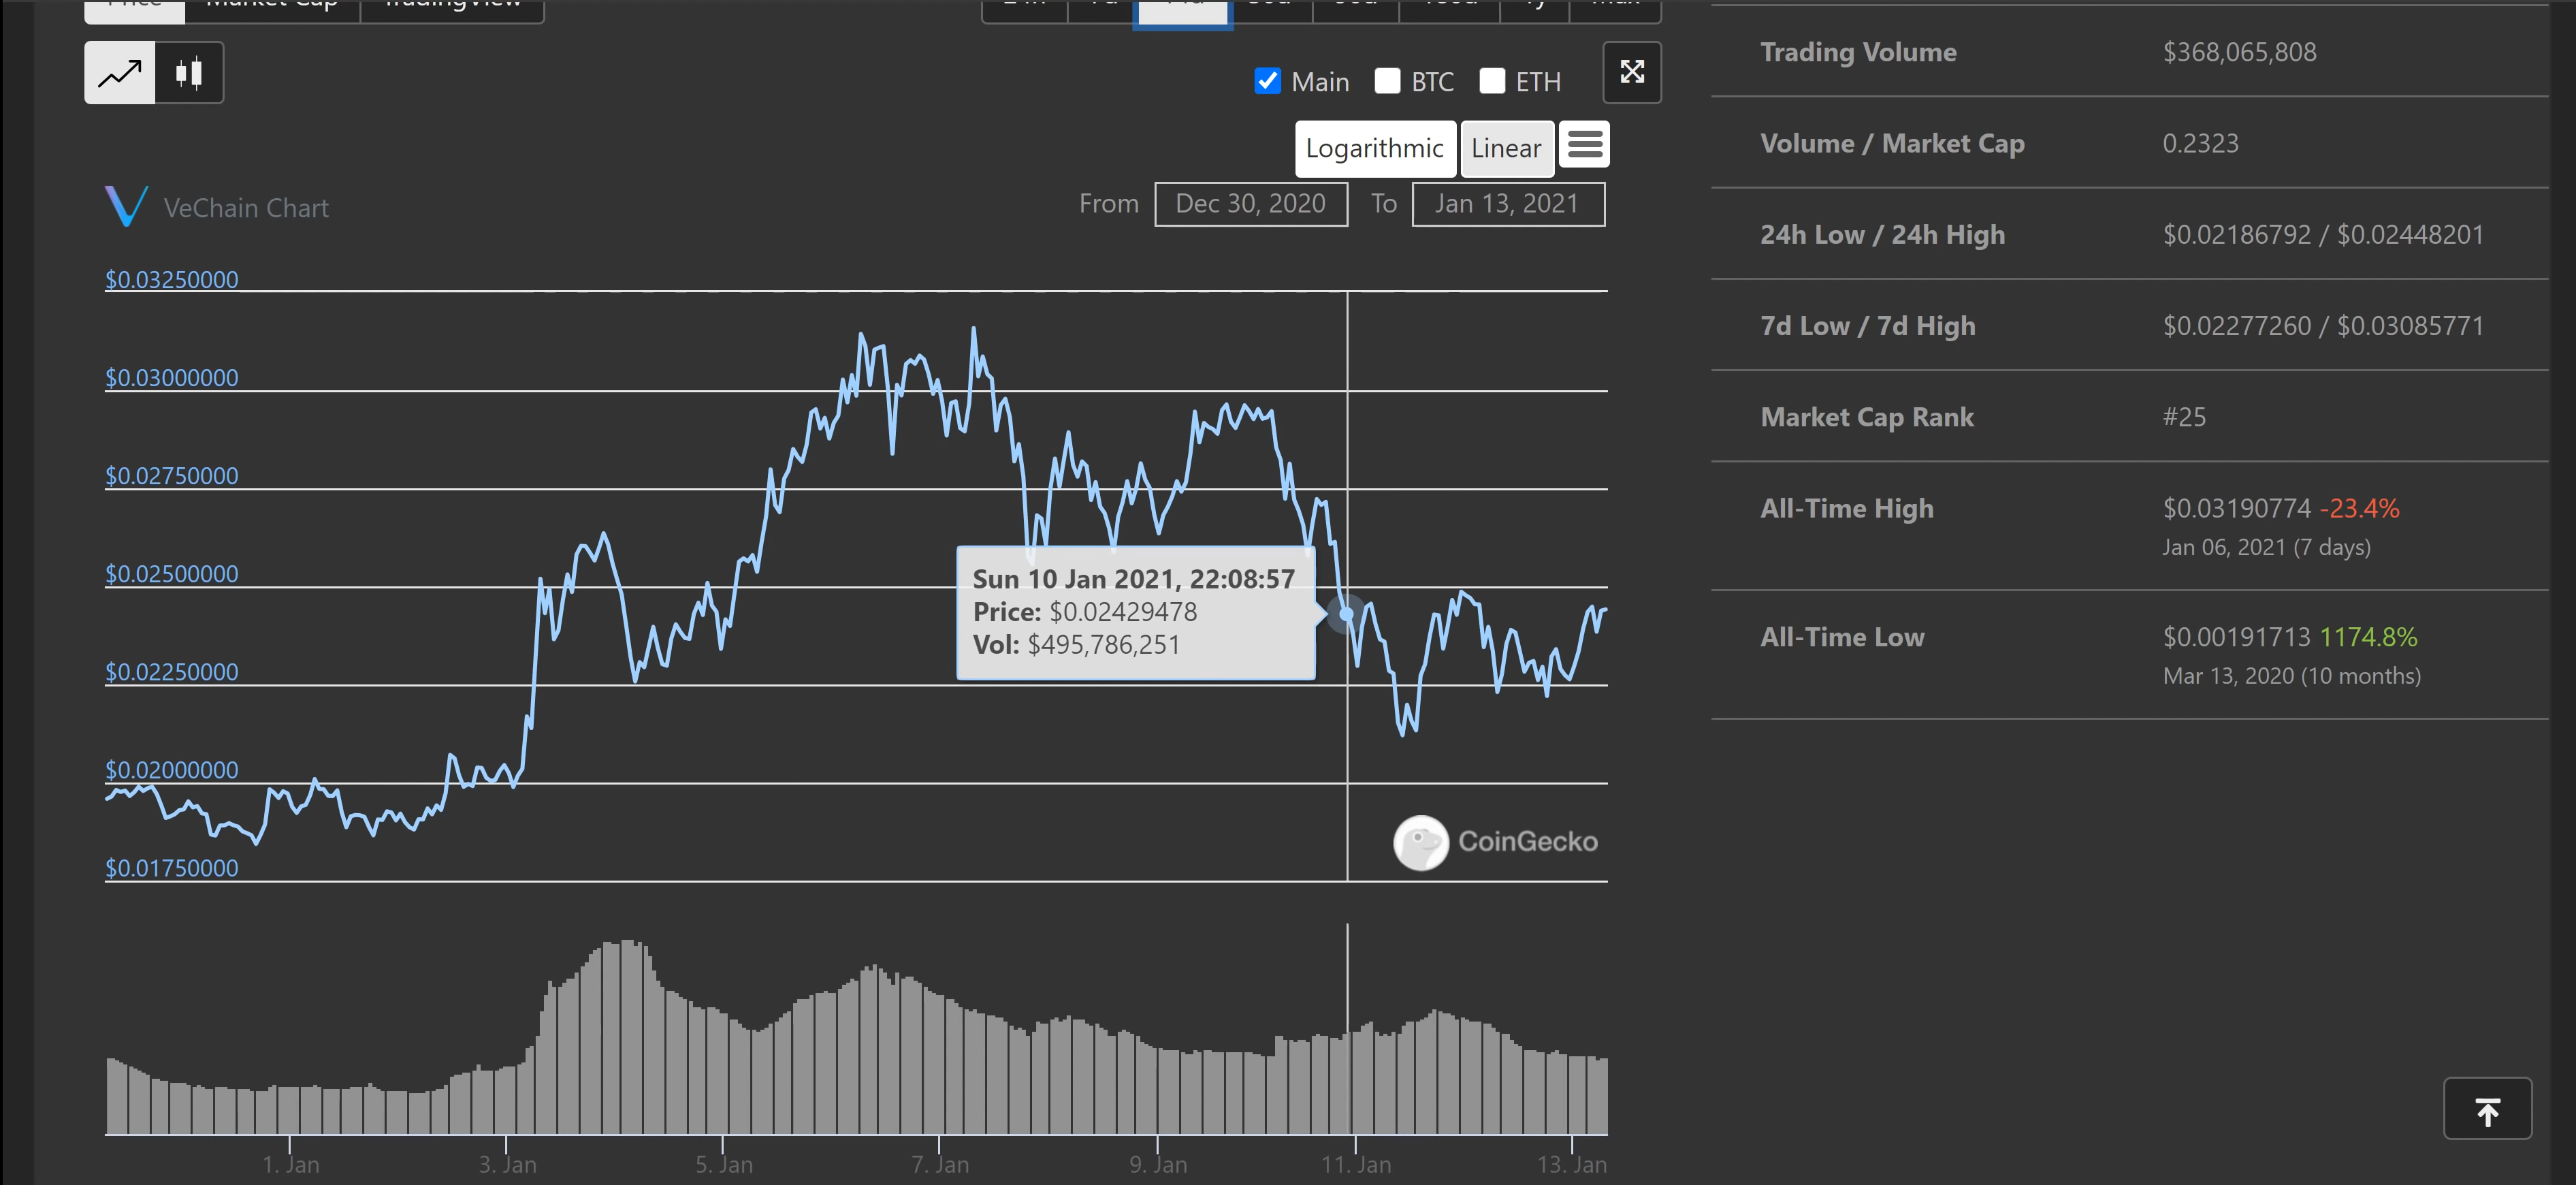 Price Market Cap TradingView
Main BTC ETH
Logarithmic Linear
VeChain Chart
From Dec 30, 2020 To Jan 13, 2021
$0.03250000
$0.03000000
$0.02750000
$0.02500000
$0.02250000
$0.02000000
$0.01750000
Sun 10 Jan 2021, 22:08:57
Price: $0.02429478
Vol: $495,786,251
CoinGecko
1. Jan 3. Jan 5. Jan 7. Jan 9. Jan 11. Jan 13. Jan
Trading Volume $368,065,808
Volume / Market Cap 0.2323
24h Low / 24h High $0.02186792 / $0.02448201
7d Low / 7d High $0.02277260 / $0.03085771
Market Cap Rank #25
All-Time High $0.03190774 -23.4%
Jan 06, 2021 (7 days)
All-Time Low $0.00191713 1174.8%
Mar 13, 2020 (10 months)